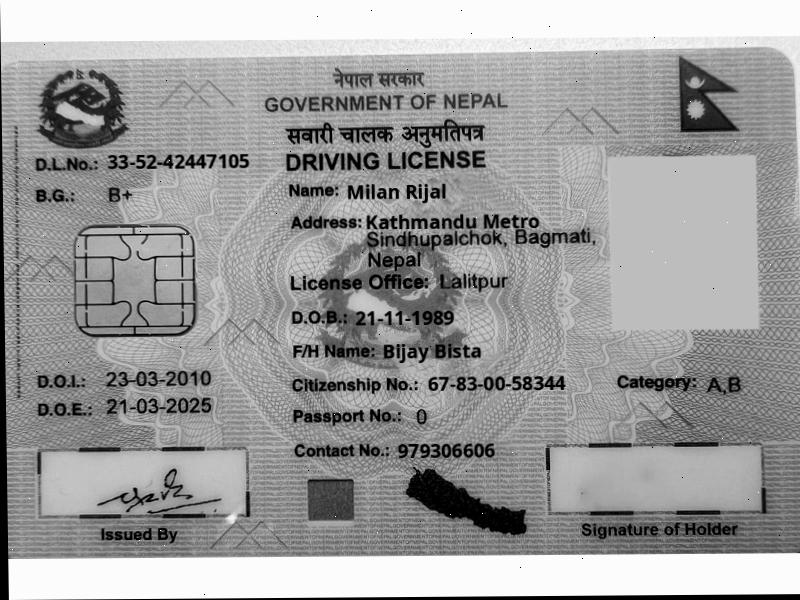 नेपाल सरकार
GOVERNMENT OF NEPAL
सवारी चालक अनुमतिपत्र
DRIVING LICENSE
D.L.No.: 33-52-42447105
B.G.: B+
Name: Milan Rijal
Address: Kathmandu Metro
Sindhupalchok, Bagmati,
Nepal
License Office: Lalitpur
D.O.B.: 21-11-1989
F/H Name: Bijay Bista
D.O.I.: 23-03-2010
Citizenship No.: 67-83-00-58344
Category: A,B
D.O.E.: 21-03-2025
Passport No.: 0
Contact No.: 979306606
Issued By
Signature of Holder